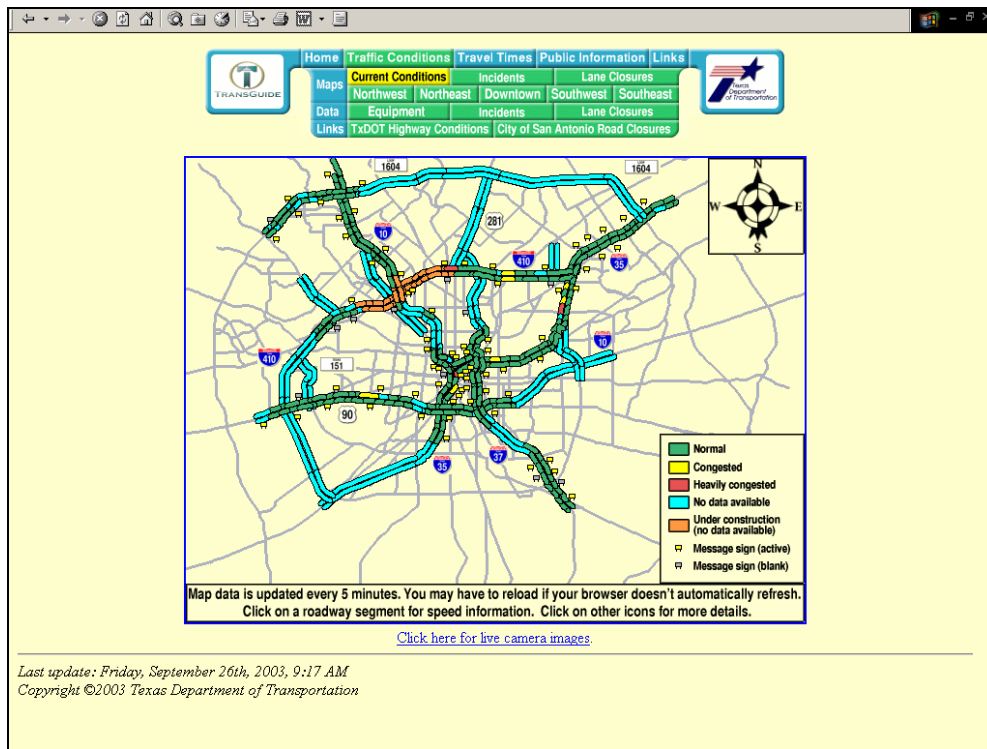 Home Traffic Conditions Travel Times Public Information Links
TRANSGUIDE
Maps Current Conditions Incidents Lane Closures
Northwest Northeast Downtown Southwest Southeast
Data Equipment Incidents Lane Closures
Links TxDOT Highway Conditions City of San Antonio Road Closures
Texas
Department
of Transportation
LOOP
1604
LOOP
1604
N
W E
S
281
10
410
35
10
410
151
90
35
37
Normal
Congested
Heavily congested
No data available
Under construction
(no data available)
Message sign (active)
Message sign (blank)
Map data is updated every 5 minutes. You may have to reload if your browser doesn't automatically refresh.
Click on a roadway segment for speed information. Click on other icons for more details.
Click here for live camera images.
Last update: Friday, September 26th, 2003, 9:17 AM
Copyright ©2003 Texas Department of Transportation